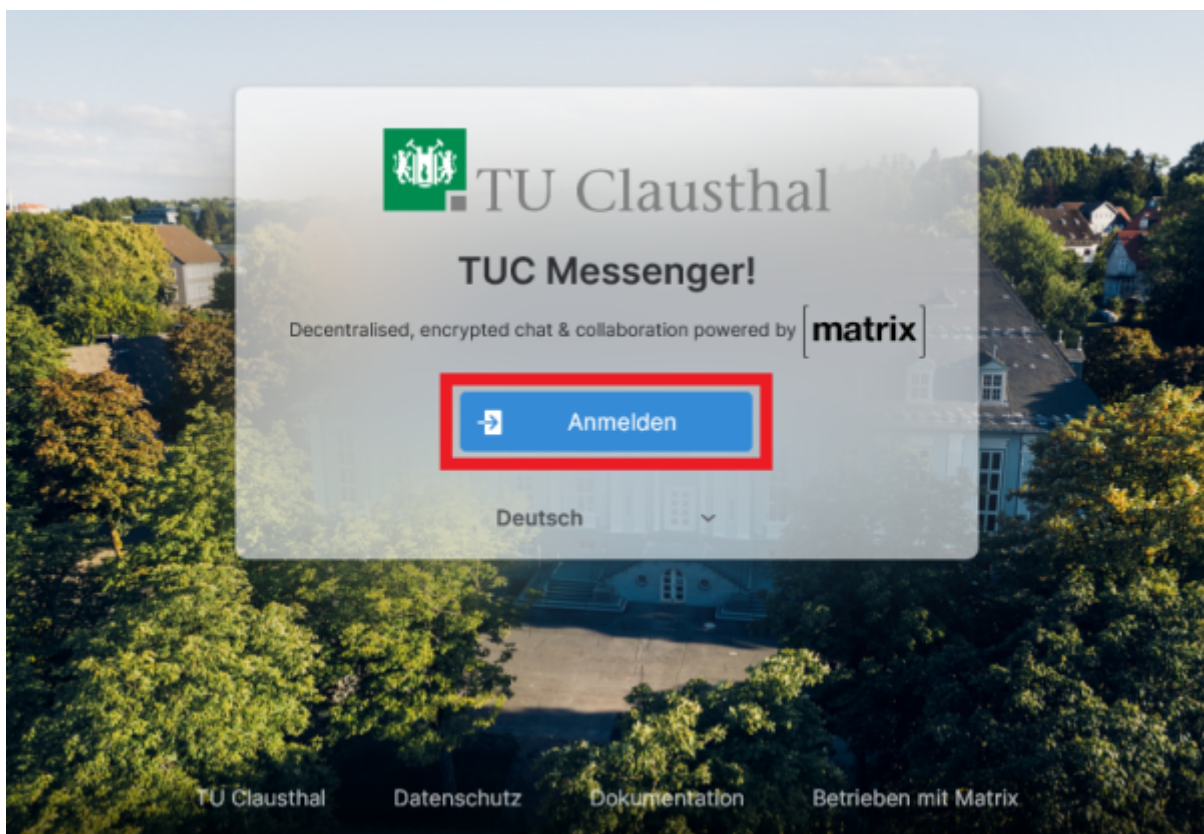 TU Clausthal
TUC Messenger!
Decentralised, encrypted chat & collaboration powered by [matrix]
Anmelden
Deutsch
TU Clausthal Datenschutz Dokumentation Betrieben mit Matrix